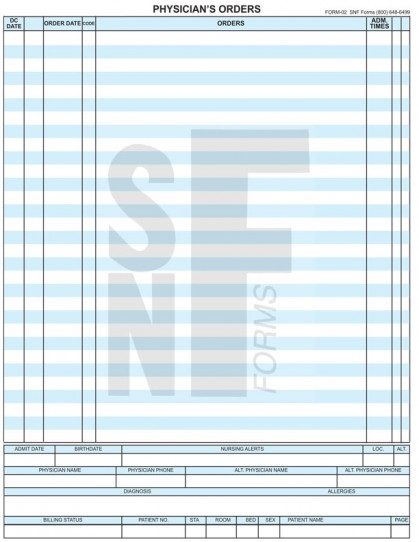 PHYSICIAN'S ORDERS
FORM-02 SNF Forms (800) 648-6499
DC DATE ORDER DATE CODE ORDERS ADM. TIMES
SNF
FORMS
ADMIT DATE BIRTHDATE NURSING ALERTS LOC. ALT.
PHYSICIAN NAME PHYSICIAN PHONE ALT. PHYSICIAN NAME ALT. PHYSICIAN PHONE
DIAGNOSIS ALLERGIES
BILLING STATUS PATIENT NO. STA ROOM BED SEX PATIENT NAME PAGE